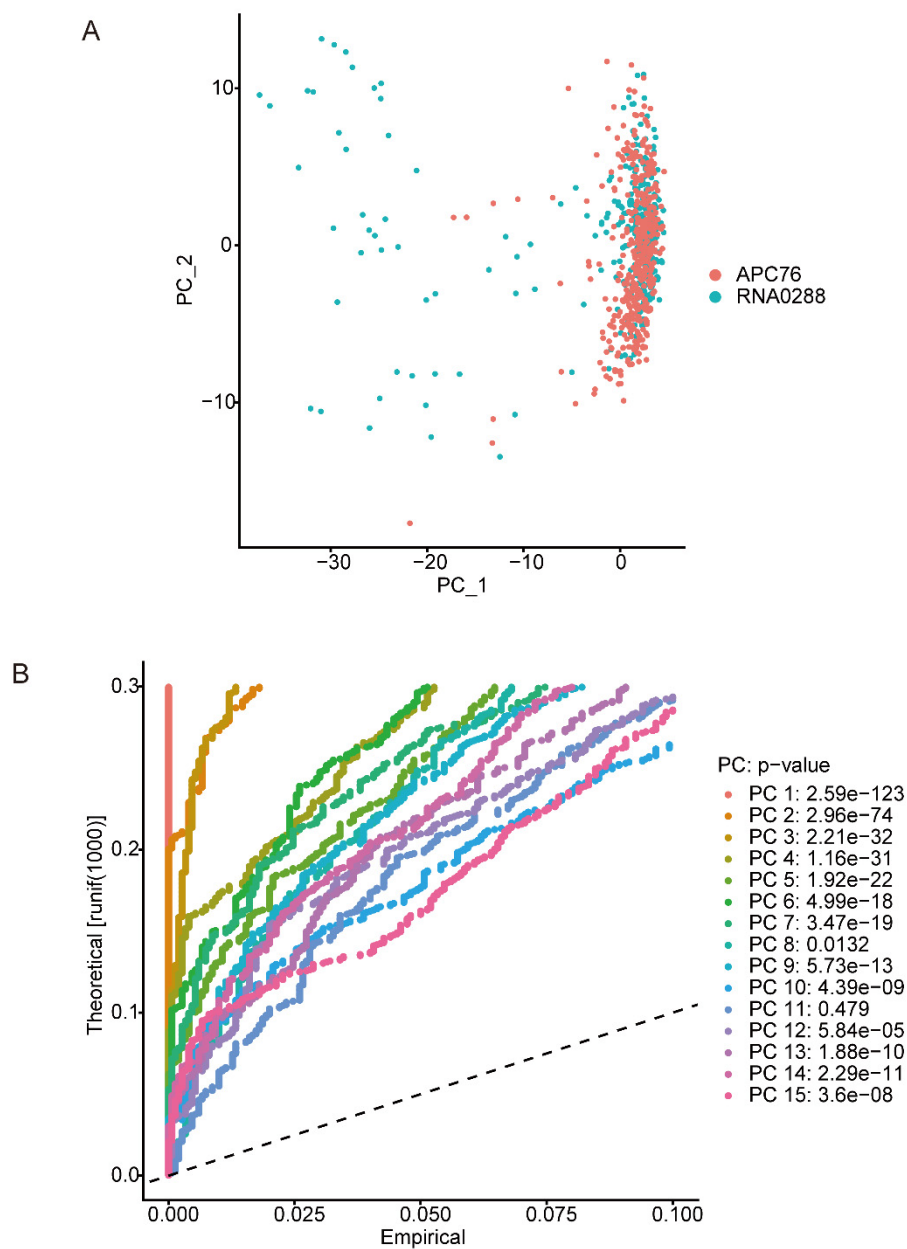 A
10
0
−10
PC_2
−30
−20
−10
0
PC_1
APC76
RNA0288
B
0.3
0.2
0.1
0.0
Theoretical [runif(1000)]
0.000
0.025
0.050
0.075
0.100
Empirical
PC: p−value
PC 1: 2.59e−123
PC 2: 2.96e−74
PC 3: 2.21e−32
PC 4: 1.16e−31
PC 5: 1.92e−22
PC 6: 4.99e−18
PC 7: 3.47e−19
PC 8: 0.0132
PC 9: 5.73e−13
PC 10: 4.39e−09
PC 11: 0.479
PC 12: 5.84e−05
PC 13: 1.88e−10
PC 14: 2.29e−11
PC 15: 3.6e−08